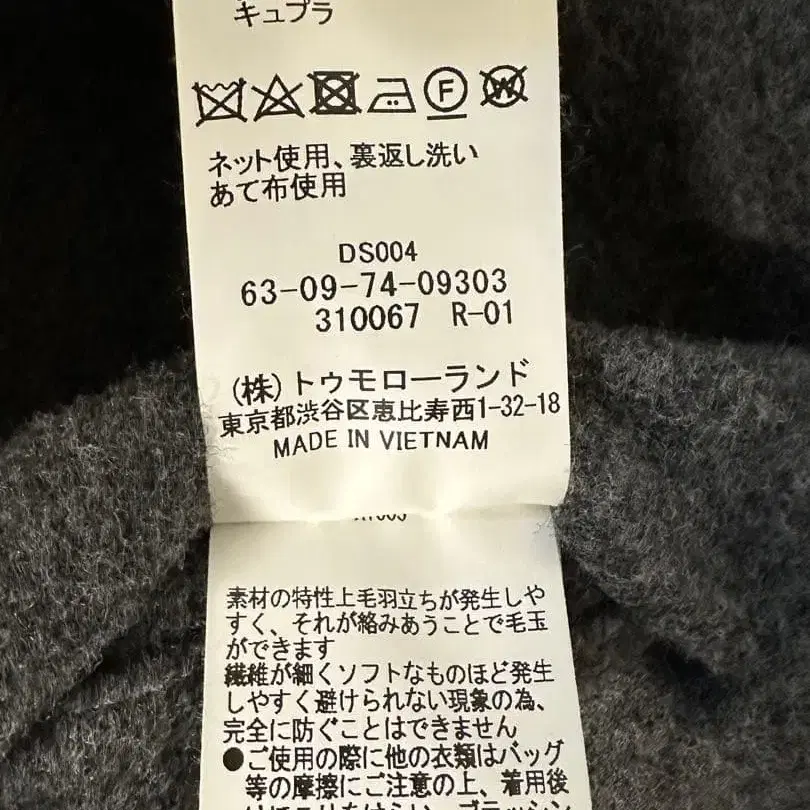 キュプラ
F W
ネット使用、裏返し洗い
あて布使用
DS004
63-09-74-09303
310067 R-01
(株)トゥモローランド
東京都渋谷区恵比寿西1-32-18
MADE IN VIETNAM
素材の特性上毛羽立ちが発生しや
すく、それが絡みあうことで毛玉
ができます
繊維が細くソフトなものほど発生
しやすく避けられない現象の為、
完全に防ぐことはできません
●ご使用の際に他の衣類はバッグ
等の摩擦にご注意の上、着用後